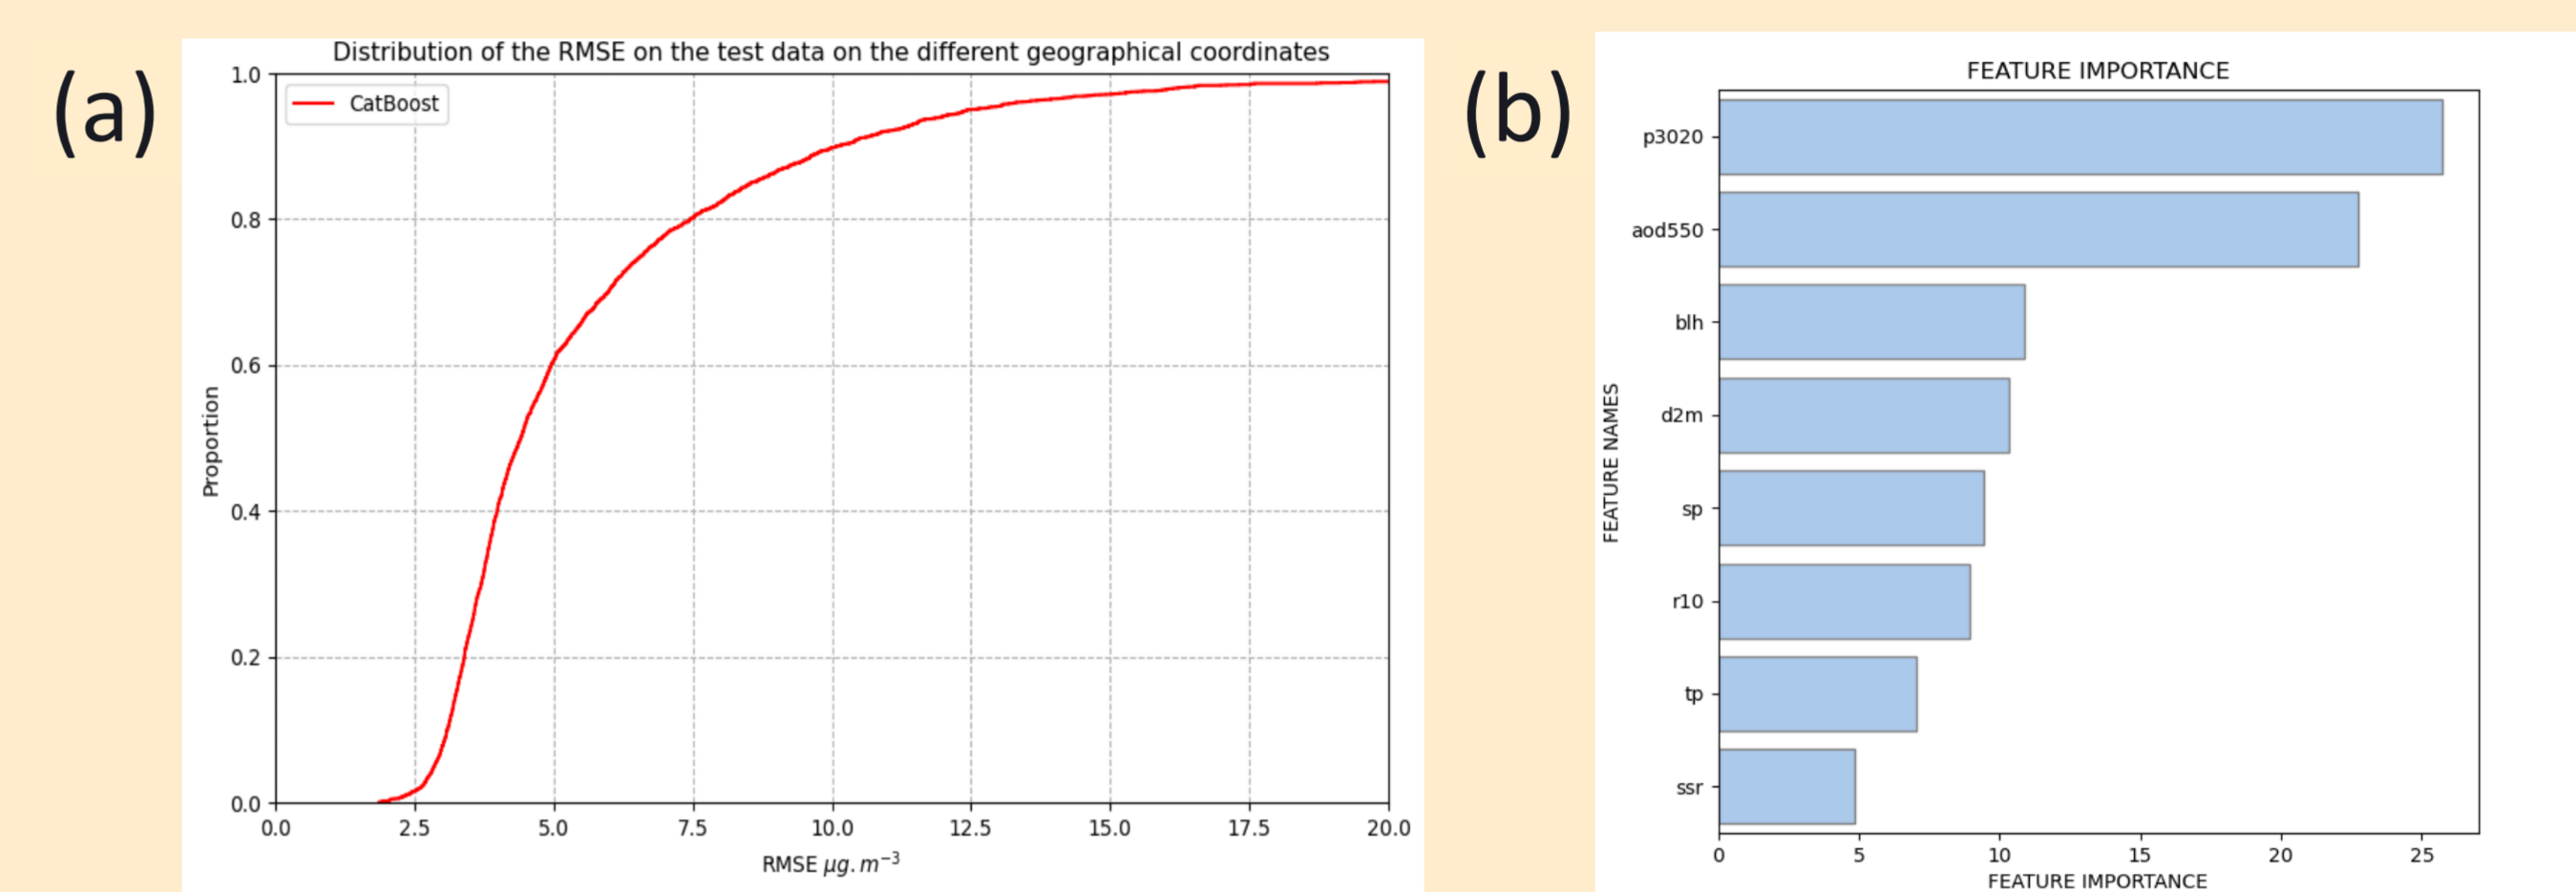 (a)
Distribution of the RMSE on the test data on the different geographical coordinates
CatBoost
1.0
0.8
0.6
0.4
0.2
0.0
Proportion
0.0 2.5 5.0 7.5 10.0 12.5 15.0 17.5 20.0
RMSE μg.m⁻³
(b)
FEATURE IMPORTANCE
FEATURE NAMES
p3020
aod550
blh
d2m
sp
r10
tp
ssr
0 5 10 15 20 25
FEATURE IMPORTANCE